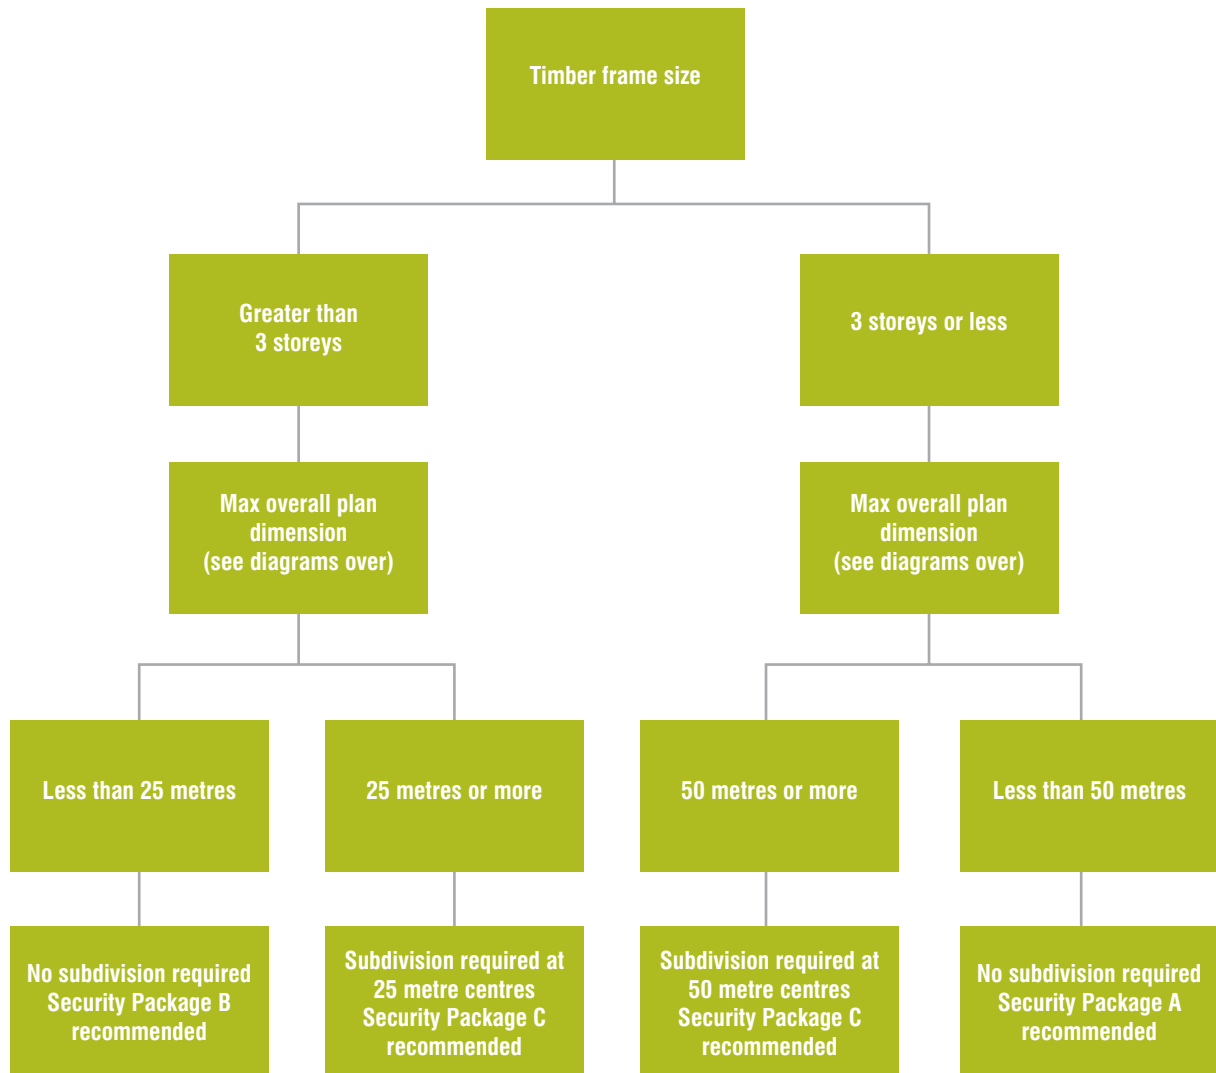 Timber frame size
Greater than
3 storeys
3 storeys or less
Max overall plan
dimension
(see diagrams over)
Max overall plan
dimension
(see diagrams over)
Less than 25 metres
25 metres or more
50 metres or more
Less than 50 metres
No subdivision required
Security Package B
recommended
Subdivision required at
25 metre centres
Security Package C
recommended
Subdivision required at
50 metre centres
Security Package C
recommended
No subdivision required
Security Package A
recommended